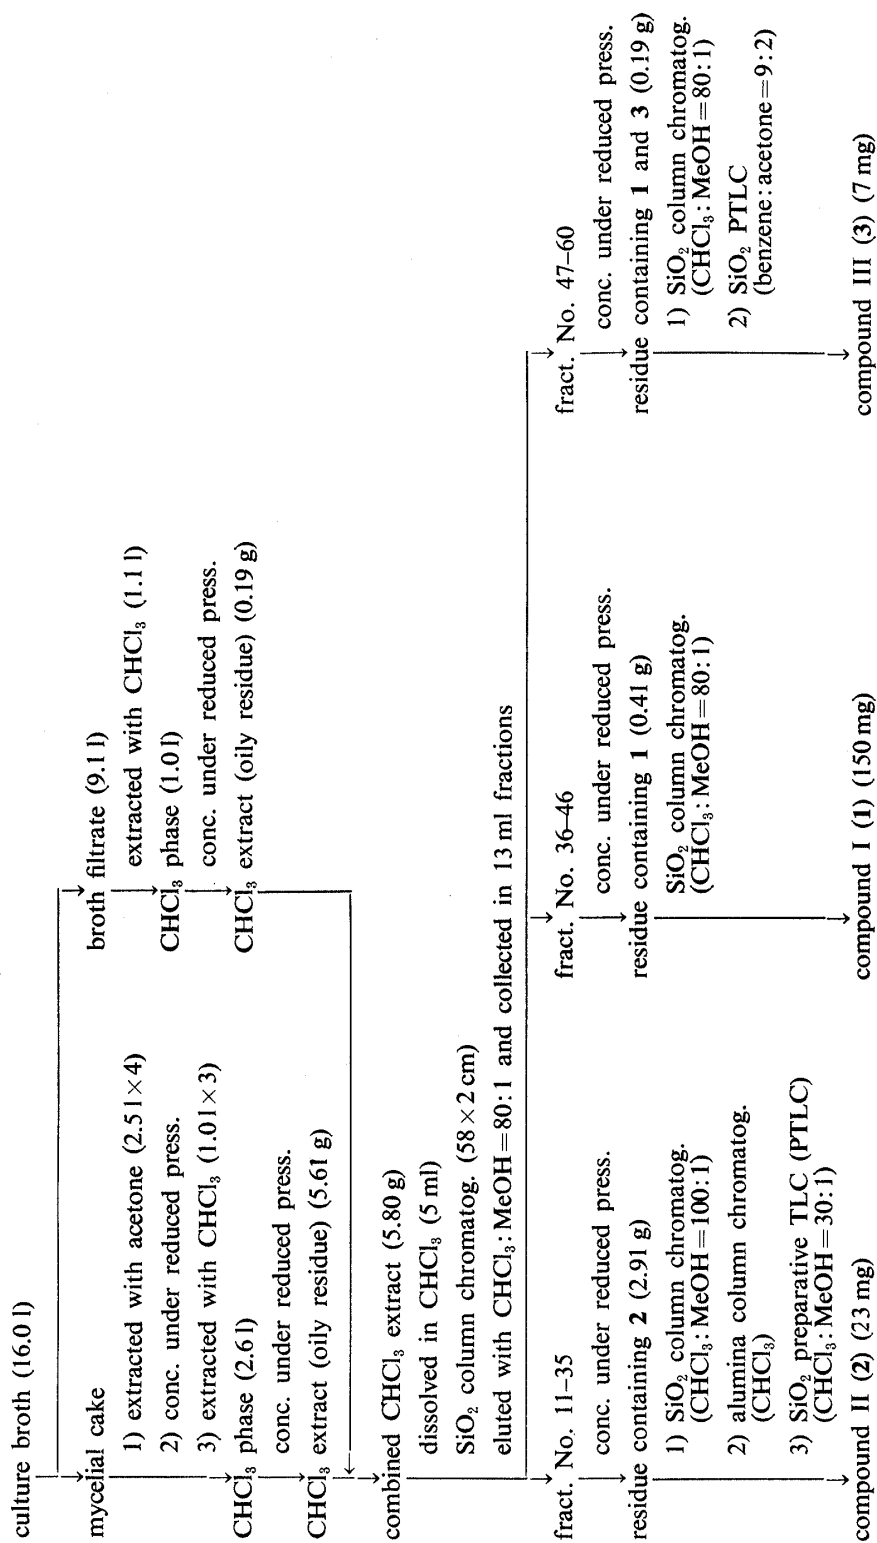 culture broth (16.0 l)
mycelial cake
1) extracted with acetone (2.5 l × 4)
2) conc. under reduced press.
3) extracted with CHCl₃ (1.0 l × 3)
CHCl₃ phase (2.6 l)
conc. under reduced press.
CHCl₃ extract (oily residue) (5.61 g)
broth filtrate (9.1 l)
extracted with CHCl₃ (1.1 l)
CHCl₃ phase (1.0 l)
conc. under reduced press.
CHCl₃ extract (oily residue) (0.19 g)
combined CHCl₃ extract (5.80 g)
dissolved in CHCl₃ (5 ml)
SiO₂ column chromatog. (58 × 2 cm)
eluted with CHCl₃: MeOH=80:1 and collected in 13 ml fractions
fract. No. 11–35
conc. under reduced press.
residue containing 2 (2.91 g)
1) SiO₂ column chromatog.
(CHCl₃: MeOH=100:1)
2) alumina column chromatog.
(CHCl₃)
3) SiO₂ preparative TLC (PTLC)
(CHCl₃: MeOH=30:1)
compound II (2) (23 mg)
fract. No. 36–46
conc. under reduced press.
residue containing 1 (0.41 g)
SiO₂ column chromatog.
(CHCl₃: MeOH=80:1)
compound I (1) (150 mg)
fract. No. 47–60
conc. under reduced press.
residue containing 1 and 3 (0.19 g)
1) SiO₂ column chromatog.
(CHCl₃: MeOH=80:1)
2) SiO₂ PTLC
(benzene: acetone=9:2)
compound III (3) (7 mg)